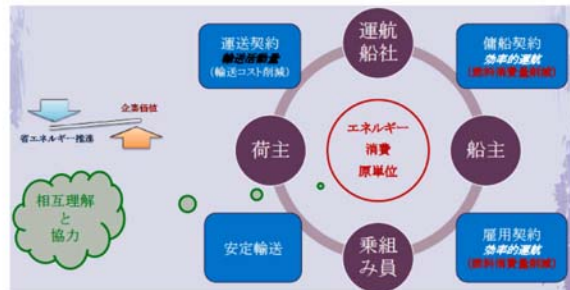 運送契約
輸送活動量
(輸送コスト削減)
運航
船社
傭船契約
効率的運航
(燃料消費量削減)
企業価値
省エネルギー推進
荷主
エネルギー
消費
原単位
船主
相互理解
と
協力
安定輸送
乗組
み員
雇用契約
効率的運航
(燃料消費量削減)